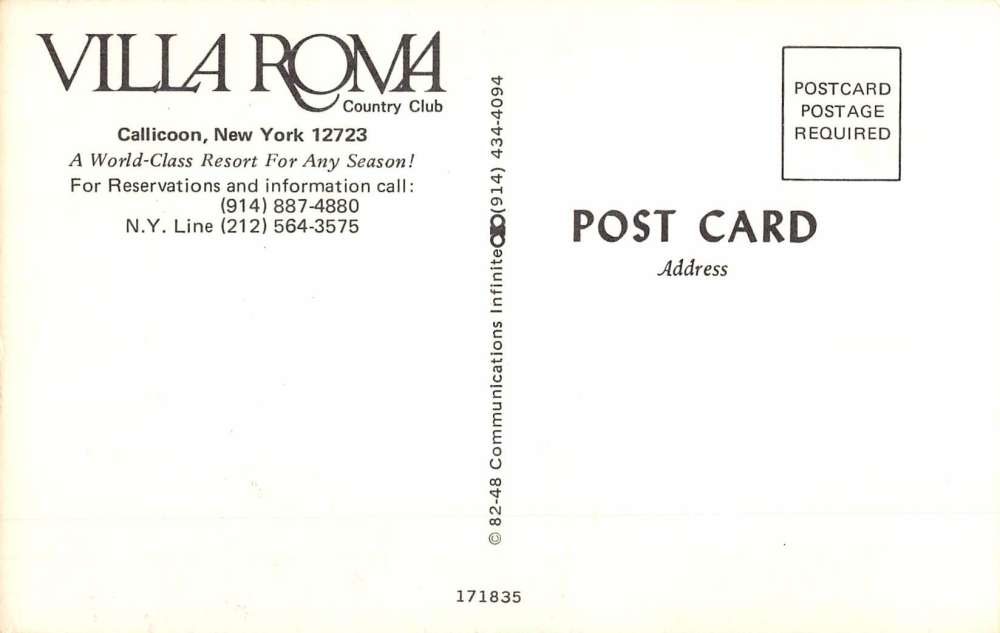 VILLA ROMA
Country Club
Callicoon, New York 12723
A World-Class Resort For Any Season!
For Reservations and information call:
(914) 887-4880
N.Y. Line (212) 564-3575
© 82-48 Communications Infinite (914) 434-4094
POSTCARD
POSTAGE
REQUIRED
POST CARD
Address
171835